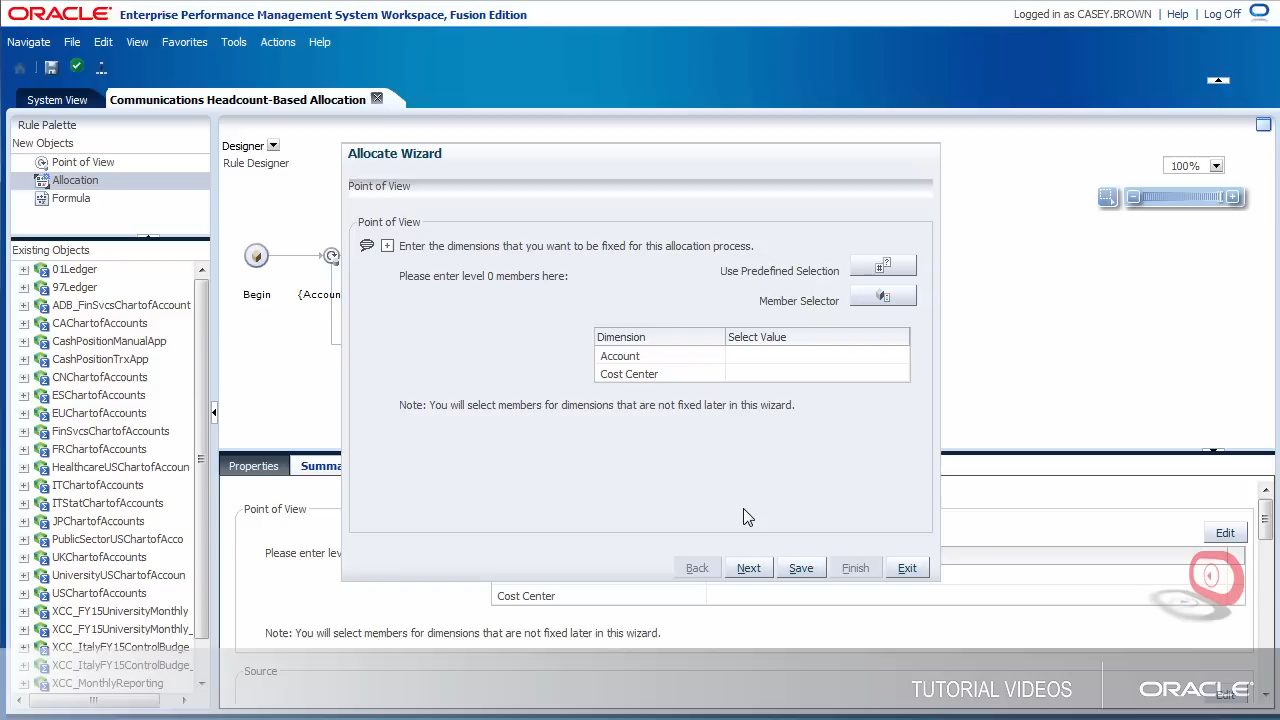 ORACLE Enterprise Performance Management System Workspace, Fusion Edition
Logged in as CASEY.BROWN | Help | Log Off
Navigate File Edit View Favorites Tools Actions Help
System View Communications Headcount-Based Allocation
Rule Palette
New Objects
Point of View
Allocation
Formula
Existing Objects
01Ledger
97Ledger
ADB_FinSvcsChartofAccount
CAChartofAccounts
CashPositionManualApp
CashPositionTrxApp
CNChartofAccounts
ESChartofAccounts
EUChartofAccounts
FinSvcsChartofAccounts
FRChartofAccounts
HealthcareUSChartofAccoun
ITChartofAccounts
ITStatChartofAccounts
JPChartofAccounts
PublicSectorUSChartofAcco
UKChartofAccounts
UniversityUSChartofAccoun
USChartofAccounts
XCC_FY15UniversityMonthly
XCC_FY15UniversityMonthly_
XCC_ItalyFY15ControlBudge
XCC_ItalyFY15ControlBudge_
XCC_MonthlyReporting
Designer
Rule Designer
100%
Begin {Accoun
Allocate Wizard
Point of View
Point of View
Enter the dimensions that you want to be fixed for this allocation process.
Please enter level 0 members here:
Use Predefined Selection
Member Selector
Dimension Select Value
Account
Cost Center
Note: You will select members for dimensions that are not fixed later in this wizard.
Back Next Save Finish Exit
Properties Summa
Point of View
Edit
Please enter lev
Cost Center
Note: You will select members for dimensions that are not fixed later in this wizard.
Source
Edit
TUTORIAL VIDEOS ORACLE